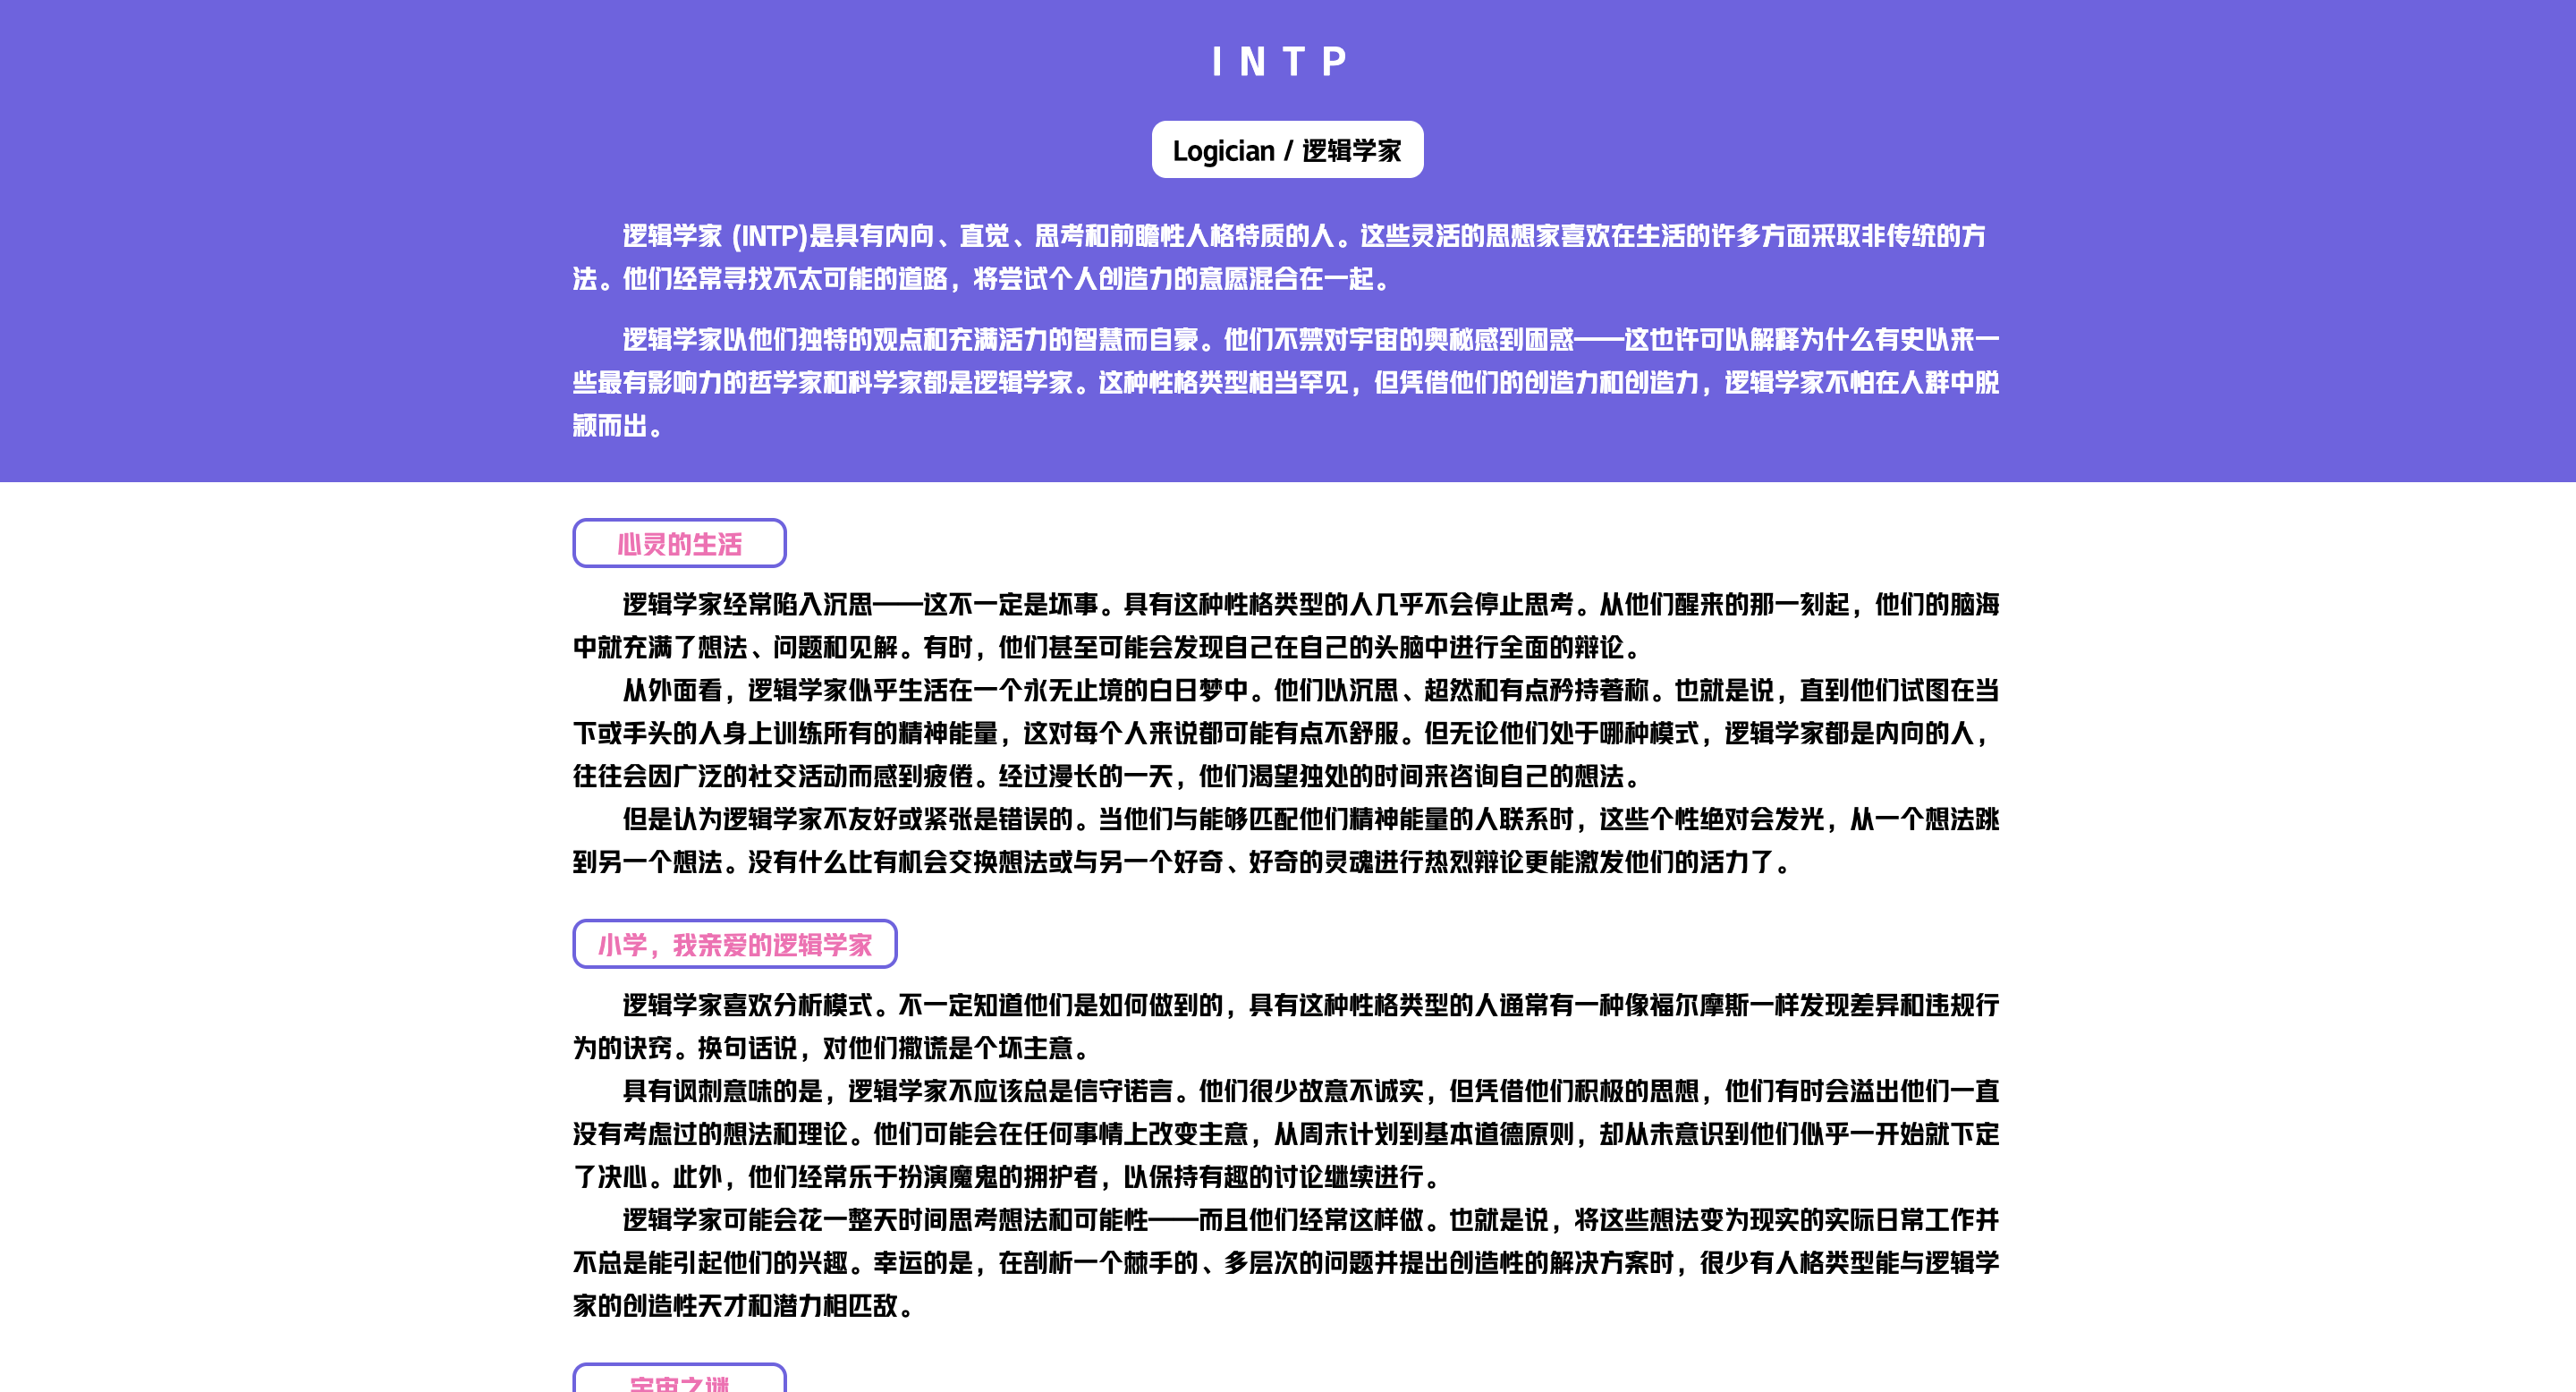 INTP
Logician / 逻辑学家
逻辑学家 (INTP)是具有内向、直觉、思考和前瞻性人格特质的人。这些灵活的思想家喜欢在生活的许多方面采取非传统的方
法。他们经常寻找不太可能的道路，将尝试个人创造力的意愿混合在一起。
逻辑学家以他们独特的观点和充满活力的智慧而自豪。他们不禁对宇宙的奥秘感到困惑——这也许可以解释为什么有史以来一
些最有影响力的哲学家和科学家都是逻辑学家。这种性格类型相当罕见，但凭借他们的创造力和创造力，逻辑学家不怕在人群中脱
颖而出。
心灵的生活
逻辑学家经常陷入沉思——这不一定是坏事。具有这种性格类型的人几乎不会停止思考。从他们醒来的那一刻起，他们的脑海
中就充满了想法、问题和见解。有时，他们甚至可能会发现自己在自己的头脑中进行全面的辩论。
从外面看，逻辑学家似乎生活在一个永无止境的白日梦中。他们以沉思、超然和有点矜持著称。也就是说，直到他们试图在当
下或手头的人身上训练所有的精神能量，这对每个人来说都可能有点不舒服。但无论他们处于哪种模式，逻辑学家都是内向的人，
往往会因广泛的社交活动而感到疲倦。经过漫长的一天，他们渴望独处的时间来咨询自己的想法。
但是认为逻辑学家不友好或紧张是错误的。当他们与能够匹配他们精神能量的人联系时，这些个性绝对会发光，从一个想法跳
到另一个想法。没有什么比有机会交换想法或与另一个好奇、好奇的灵魂进行热烈辩论更能激发他们的活力了。
小学，我亲爱的逻辑学家
逻辑学家喜欢分析模式。不一定知道他们是如何做到的，具有这种性格类型的人通常有一种像福尔摩斯一样发现差异和违规行
为的诀窍。换句话说，对他们撒谎是个坏主意。
具有讽刺意味的是，逻辑学家不应该总是信守诺言。他们很少故意不诚实，但凭借他们积极的思想，他们有时会溢出他们一直
没有考虑过的想法和理论。他们可能会在任何事情上改变主意，从周末计划到基本道德原则，却从未意识到他们似乎一开始就下定
了决心。此外，他们经常乐于扮演魔鬼的拥护者，以保持有趣的讨论继续进行。
逻辑学家可能会花一整天时间思考想法和可能性——而且他们经常这样做。也就是说，将这些想法变为现实的实际日常工作并
不总是能引起他们的兴趣。幸运的是，在剖析一个棘手的、多层次的问题并提出创造性的解决方案时，很少有人格类型能与逻辑学
家的创造性天才和潜力相匹敌。
宇宙之谜